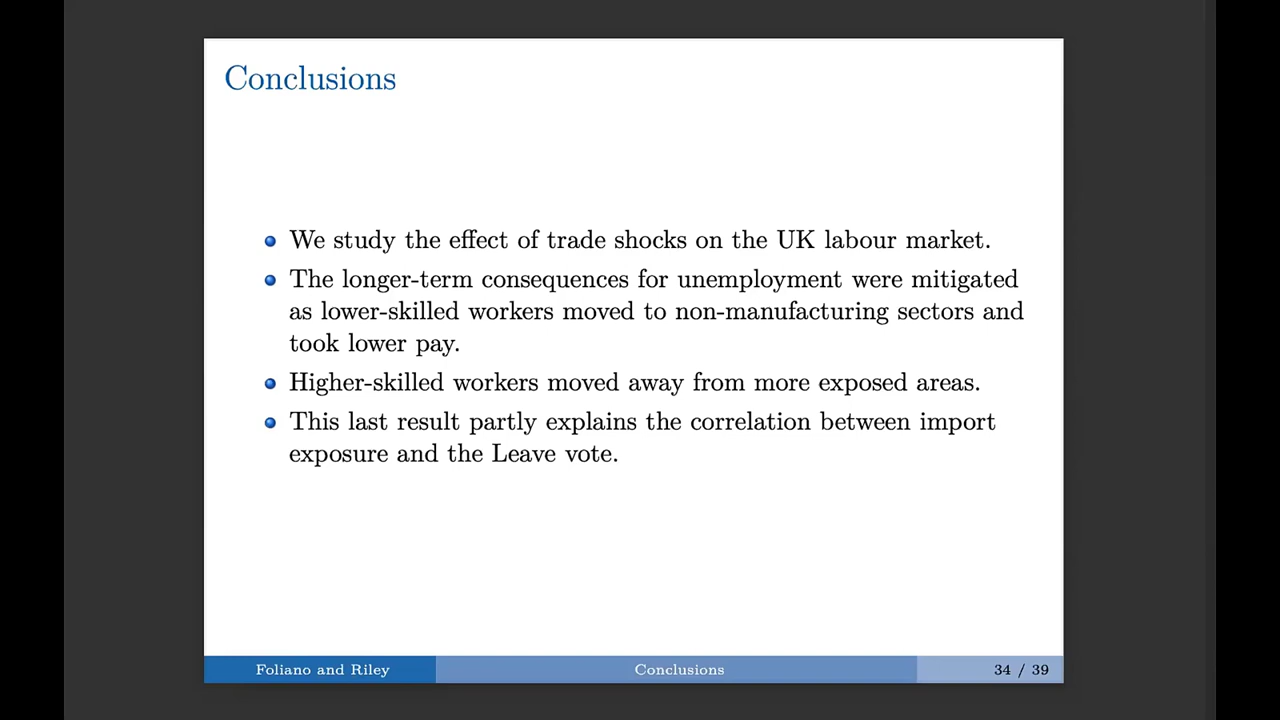 Conclusions
We study the effect of trade shocks on the UK labour market.
The longer-term consequences for unemployment were mitigated
as lower-skilled workers moved to non-manufacturing sectors and
took lower pay.
Higher-skilled workers moved away from more exposed areas.
This last result partly explains the correlation between import
exposure and the Leave vote.
Foliano and Riley
Conclusions
34 / 39